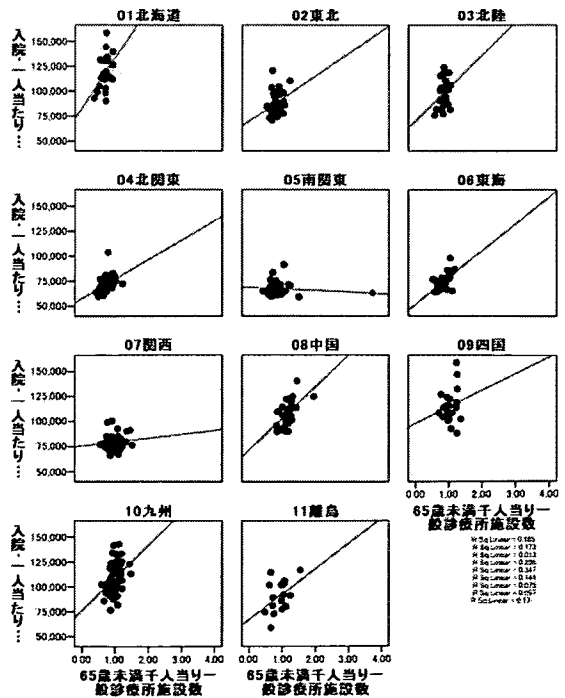 01北海道
02東北
03北陸
入院・一人当たり…
150,000
125,000
100,000
75,000
50,000
04北関東
05南関東
06東海
入院・一人当たり…
150,000
125,000
100,000
75,000
50,000
07関西
08中国
09四国
入院・一人当たり…
150,000
125,000
100,000
75,000
50,000
0.00 1.00 2.00 3.00 4.00
65歳未満千人当り一
般診療所施設数
10九州
11離島
入院・一人当たり…
150,000
125,000
100,000
75,000
50,000
0.00 1.00 2.00 3.00 4.00
0.00 1.00 2.00 3.00 4.00
65歳未満千人当り一
般診療所施設数
65歳未満千人当り一
般診療所施設数